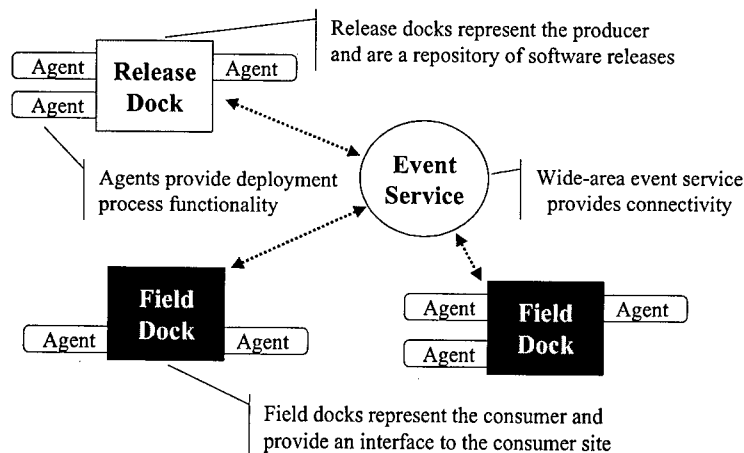 Release docks represent the producer
and are a repository of software releases
Agent
Release
Dock
Agent
Agent
Agents provide deployment
process functionality
Event
Service
Wide-area event service
provides connectivity
Field
Dock
Agent
Agent
Agent
Field
Dock
Agent
Agent
Field docks represent the consumer and
provide an interface to the consumer site